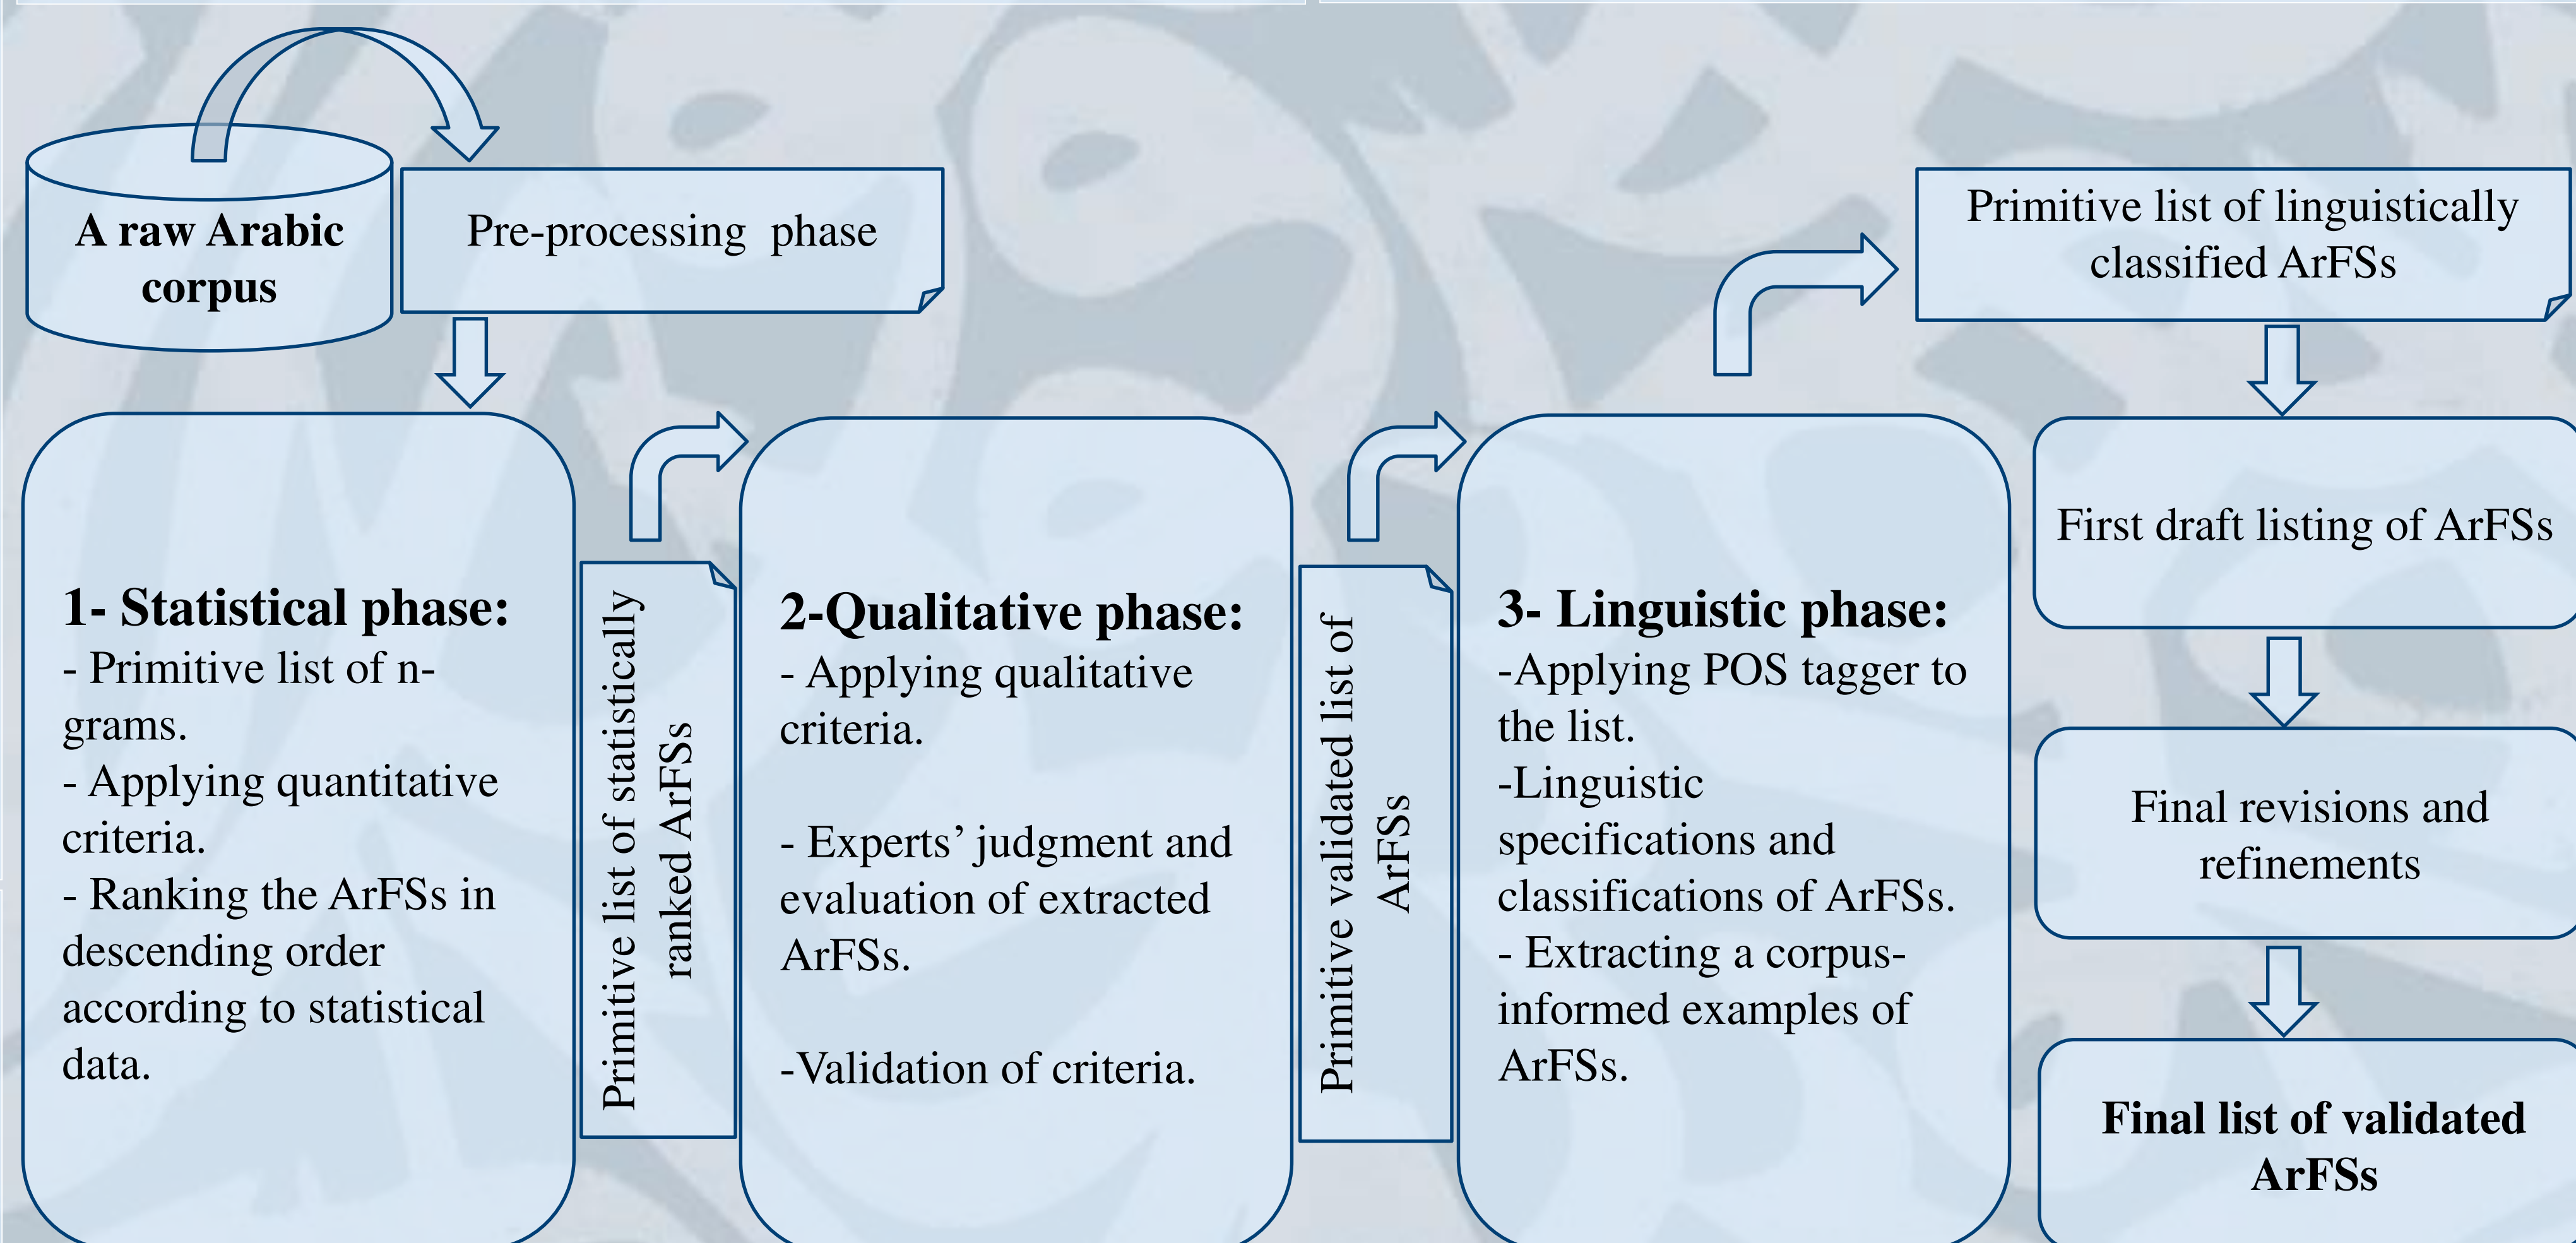 A raw Arabic
corpus
Pre-processing phase
1- Statistical phase:
- Primitive list of n-
grams.
- Applying quantitative
criteria.
- Ranking the ArFSs in
descending order
according to statistical
data.
Primitive list of statistically
ranked ArFSs
2-Qualitative phase:
- Applying qualitative
criteria.
- Experts’ judgment and
evaluation of extracted
ArFSs.
-Validation of criteria.
Primitive validated list of
ArFSs
3- Linguistic phase:
-Applying POS tagger to
the list.
-Linguistic
specifications and
classifications of ArFSs.
- Extracting a corpus-
informed examples of
ArFSs.
Primitive list of linguistically
classified ArFSs
First draft listing of ArFSs
Final revisions and
refinements
Final list of validated
ArFSs